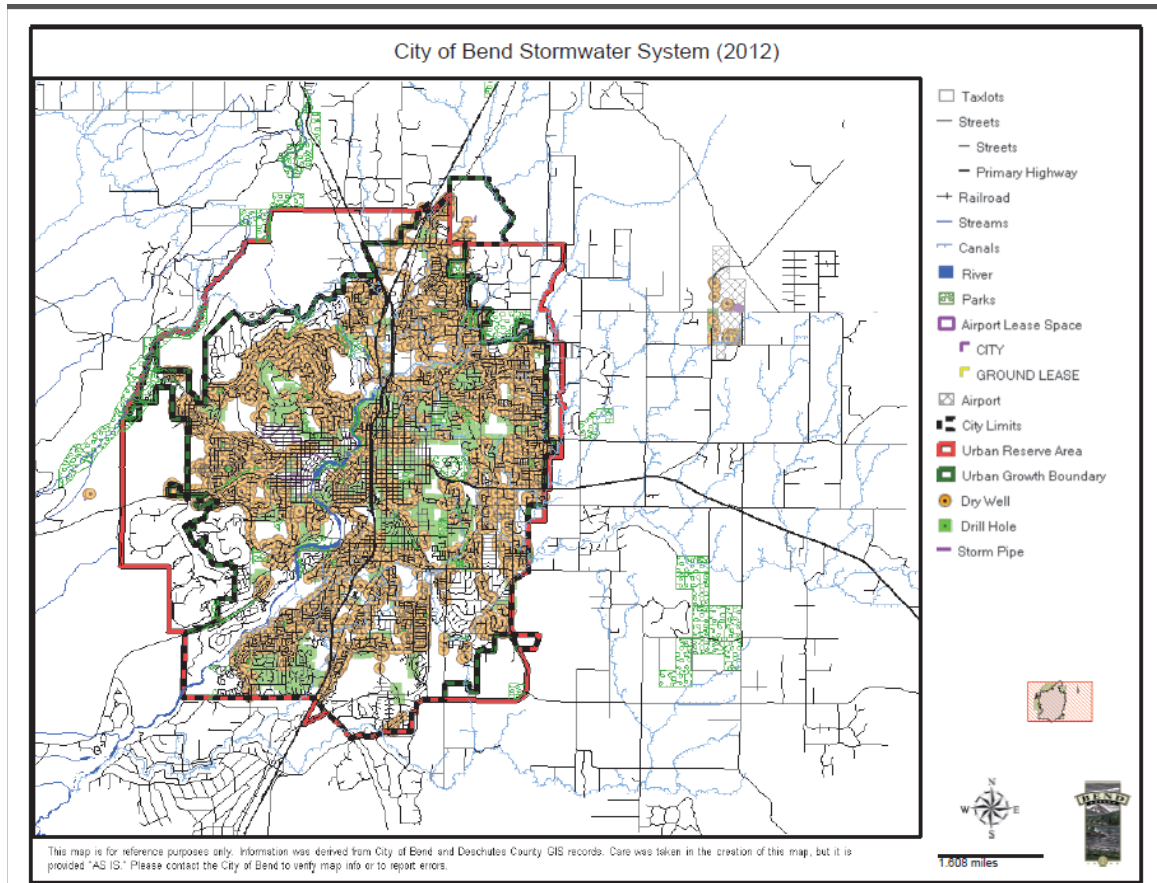 City of Bend Stormwater System (2012)
Taxlots
Streets
Streets
Primary Highway
Railroad
Streams
Canals
River
Parks
Airport Lease Space
CITY
GROUND LEASE
Airport
City Limits
Urban Reserve Area
Urban Growth Boundary
Dry Well
Drill Hole
Storm Pipe
N
W E
S
BEND
1.608 miles
This map is for reference purposes only. Information was derived from City of Bend and Deschutes County GIS records. Care was taken in the creation of this map, but it is
provided "AS IS." Please contact the City of Bend to verify map info or to report errors.